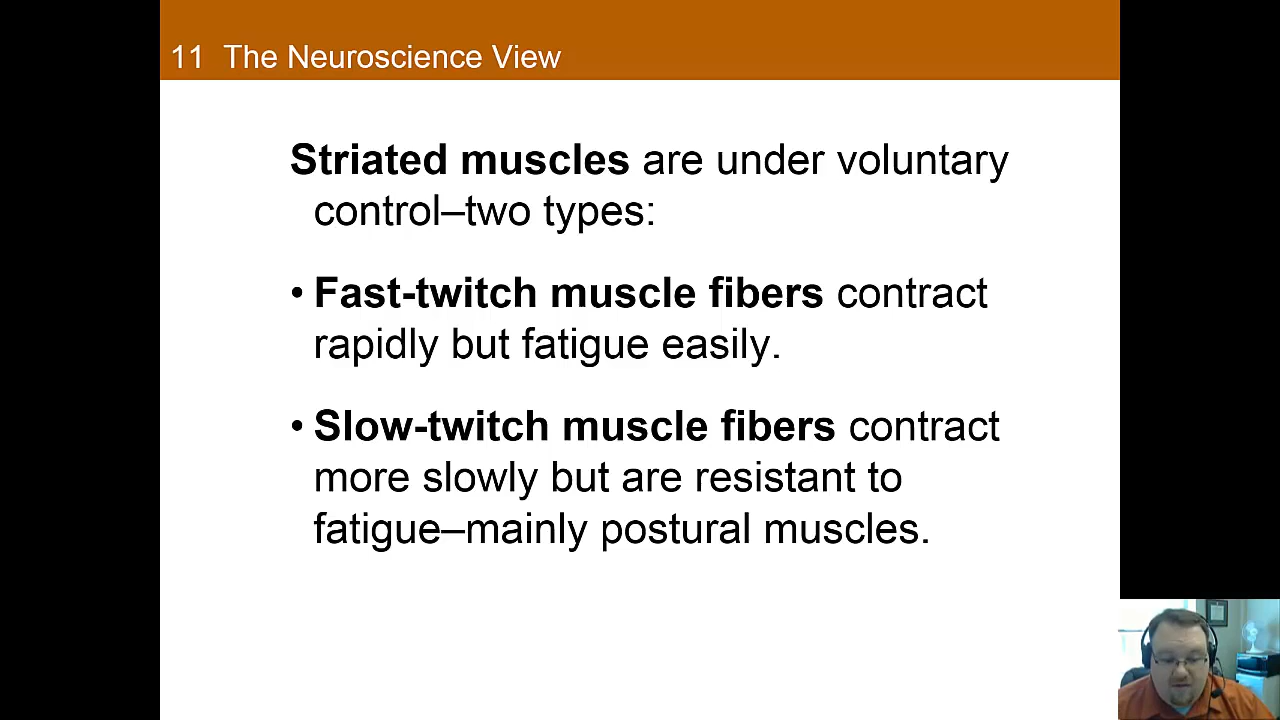 11 The Neuroscience View
Striated muscles are under voluntary
control–two types:
• Fast-twitch muscle fibers contract
rapidly but fatigue easily.
• Slow-twitch muscle fibers contract
more slowly but are resistant to
fatigue–mainly postural muscles.